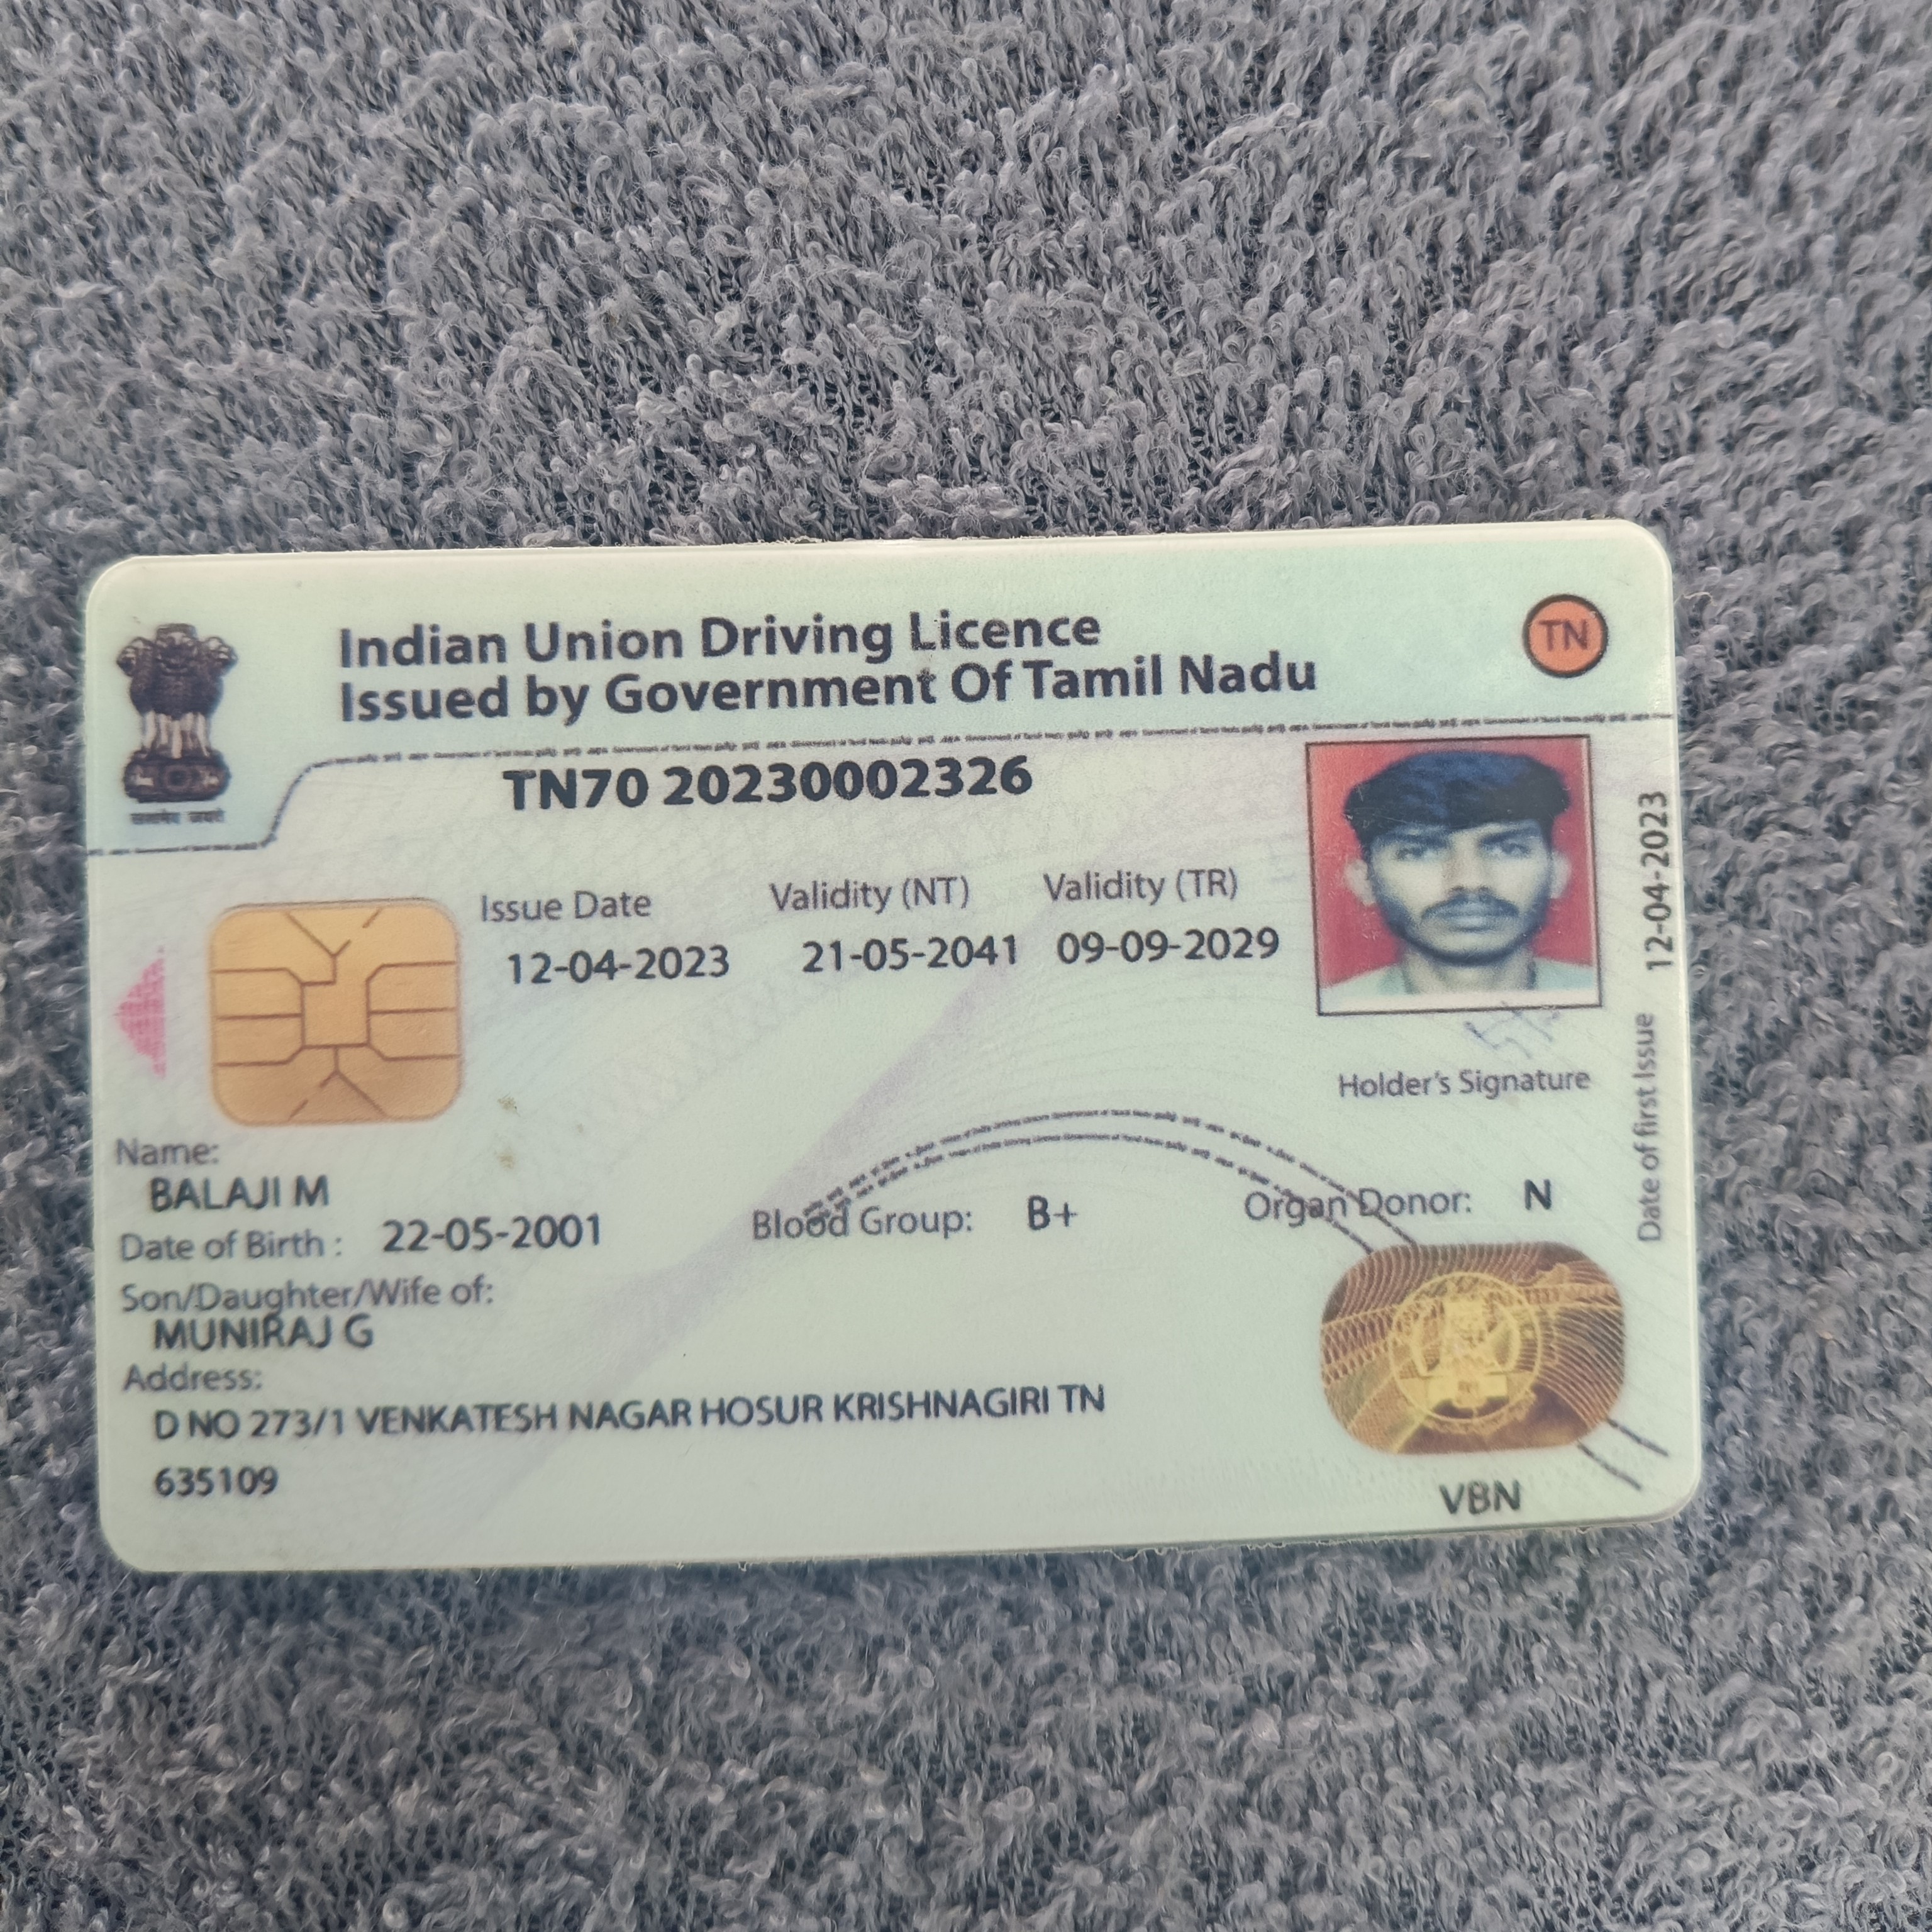 Indian Union Driving Licence
Issued by Government Of Tamil Nadu
TN
TN70 20230002326
Issue Date Validity (NT) Validity (TR)
12-04-2023 21-05-2041 09-09-2029
Holder's Signature
Date of first Issue 12-04-2023
Name:
BALAJI M
Date of Birth : 22-05-2001 Blood Group: B+ Organ Donor: N
Son/Daughter/Wife of:
MUNIRAJ G
Address:
D NO 273/1 VENKATESH NAGAR HOSUR KRISHNAGIRI TN
635109
VBN